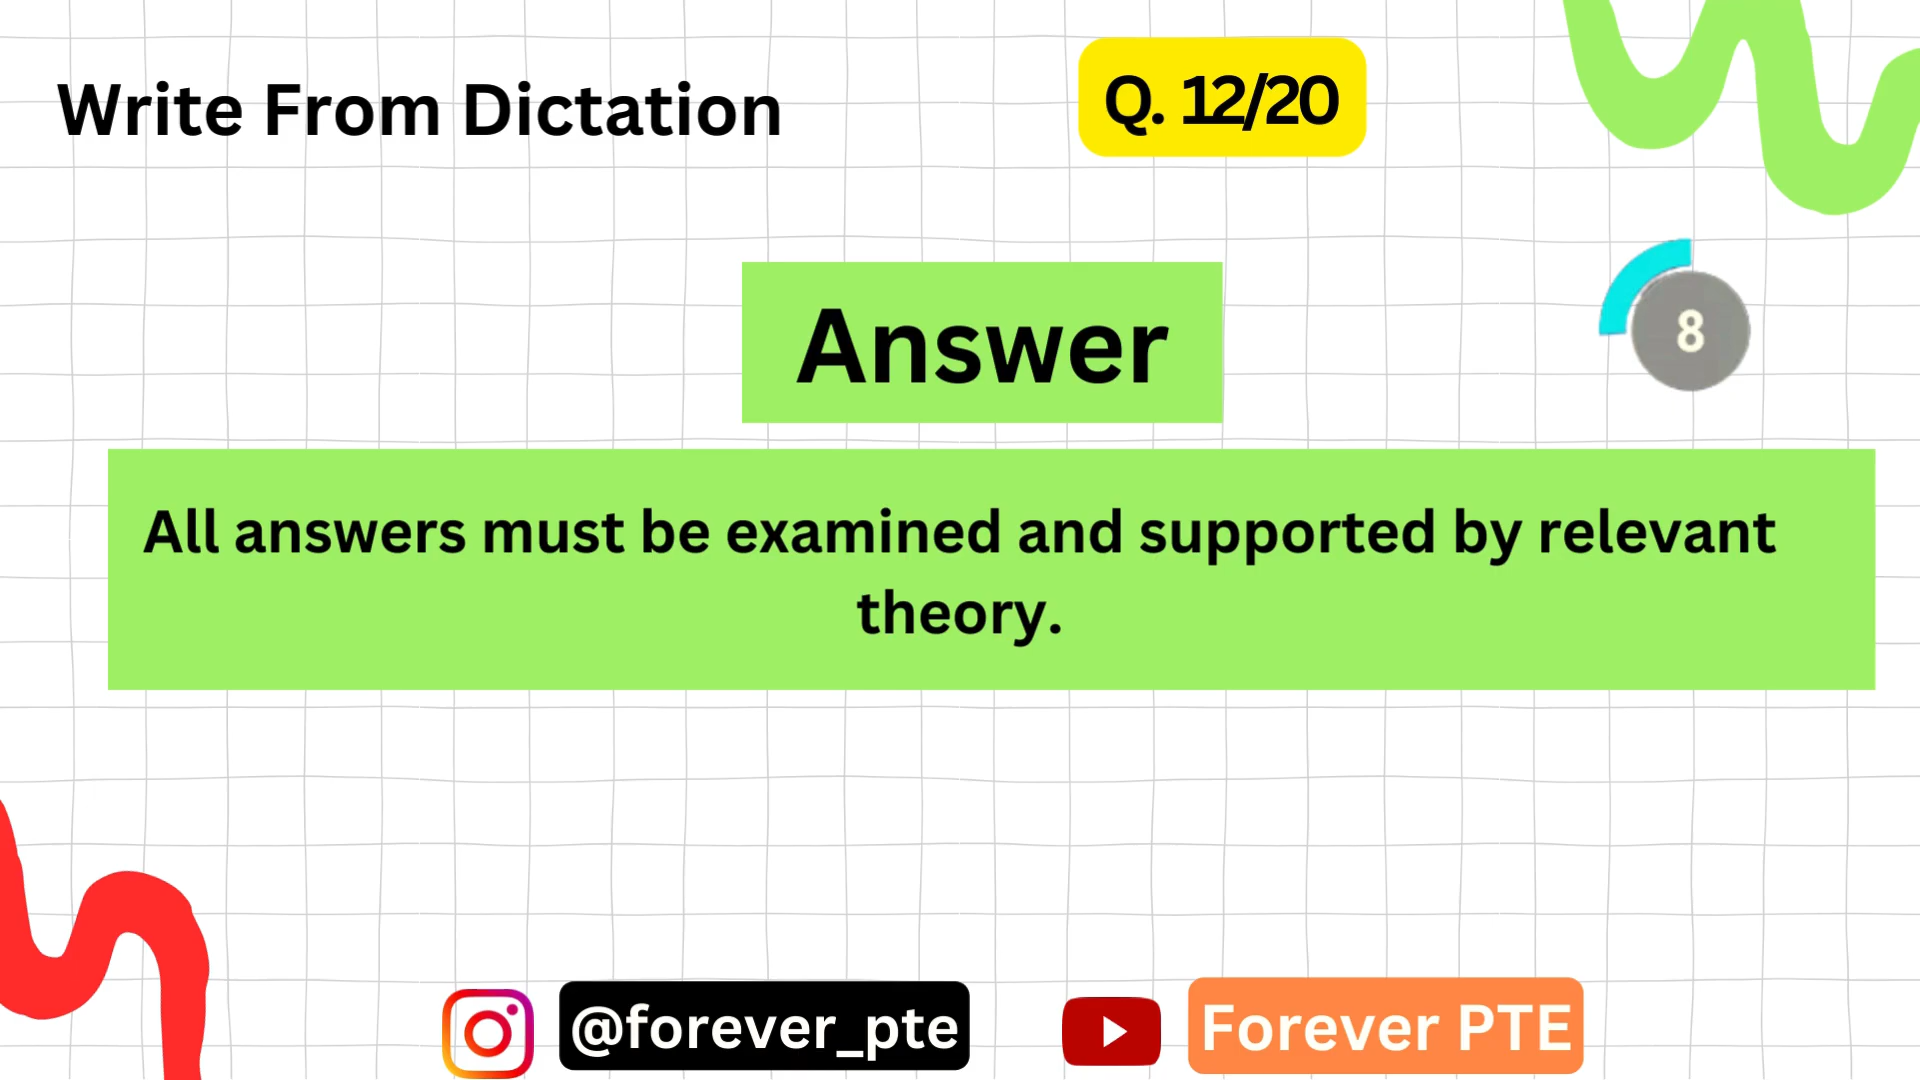 Write From Dictation
Q. 12/20
Answer
8
All answers must be examined and supported by relevant
theory.
@forever_pte
Forever PTE